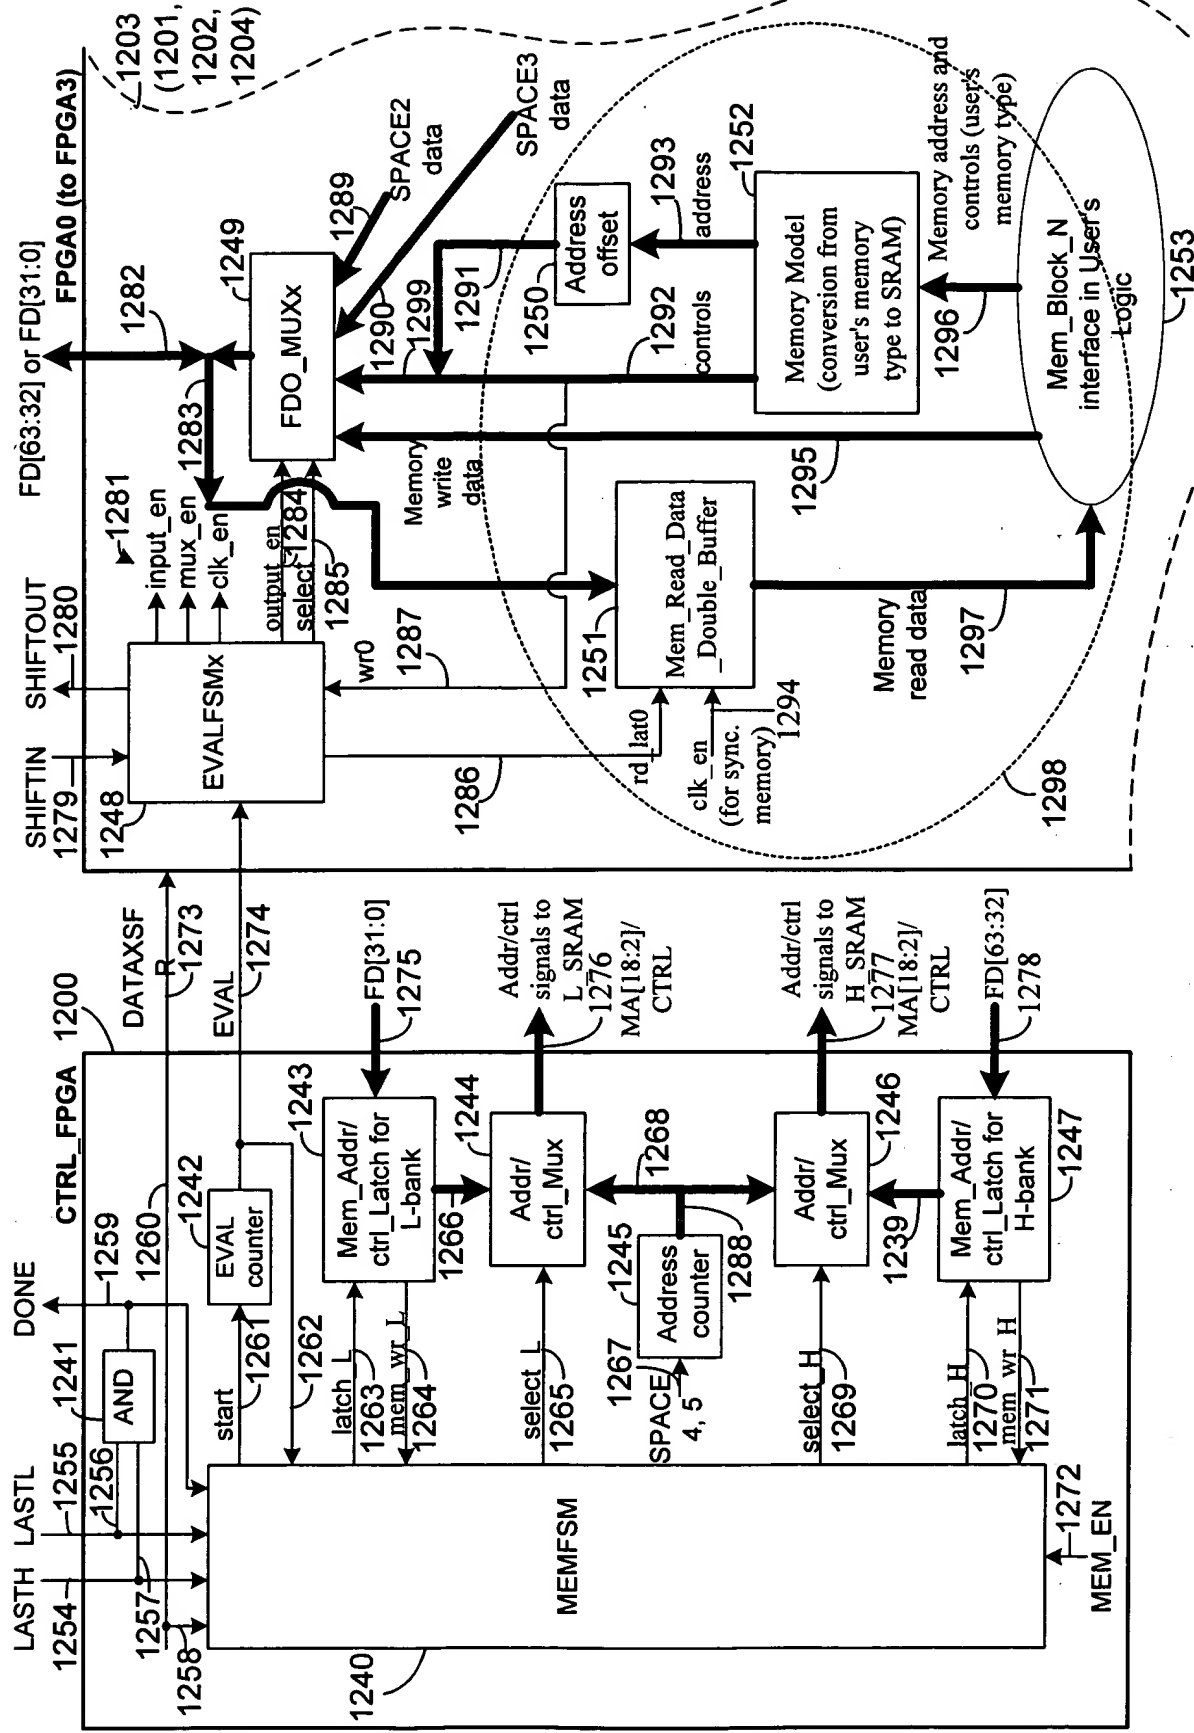 LASTH
LASTL
DONE
1254
1255
1241
1259
CTRL_FPGA
1200
1256
1257
1258
1260
AND
DATAXSFR
1273
EVAL
1274
start
1261
1262
EVAL
counter
1242
1240
MEMFSM
1243
Mem_Addr/
ctrl_Latch for
L-bank
FD[31:0]
1275
latch_L
1263
mem_wr_L
1264
1266
1244
Addr/
ctrl_Mux
select_L
1265
Addr/ctrl
signals to
L_SRAM
1276
MA[18:2]/
CTRL
1267
SPACE
4, 5
1245
Address
counter
1288
1268
select_H
1269
Addr/
ctrl_Mux
1246
Addr/ctrl
signals to
H_SRAM
1277
MA[18:2]/
CTRL
1239
latch_H
1270
mem_wr_H
1271
Mem_Addr/
ctrl_Latch for
H-bank
1247
FD[63:32]
1278
1272
MEM_EN
SHIFTIN
1279
SHIFTOUT
1280
FD[63:32] or FD[31:0]
1282
FPGA0 (to FPGA3)
1203
(1201,
1202,
1204)
1248
EVALFSMx
1281
input_en
mux_en
clk_en
output_en
1284
select
1285
1283
1249
FDO_MUXx
1289
SPACE2
data
1290
SPACE3
data
wr0
1287
1286
Memory
write
data
1299
1291
1250
Address
offset
1293
address
1292
controls
1252
Memory Model
(conversion from
user's memory
type to SRAM)
Memory address and
controls (user's
memory type)
1296
1295
1251
Mem_Read_Data
_Double_Buffer
rd_lat0
clk_en
(for sync.
memory)
1294
Memory
read data
1297
1298
Mem_Block_N
interface in User's
Logic
1253